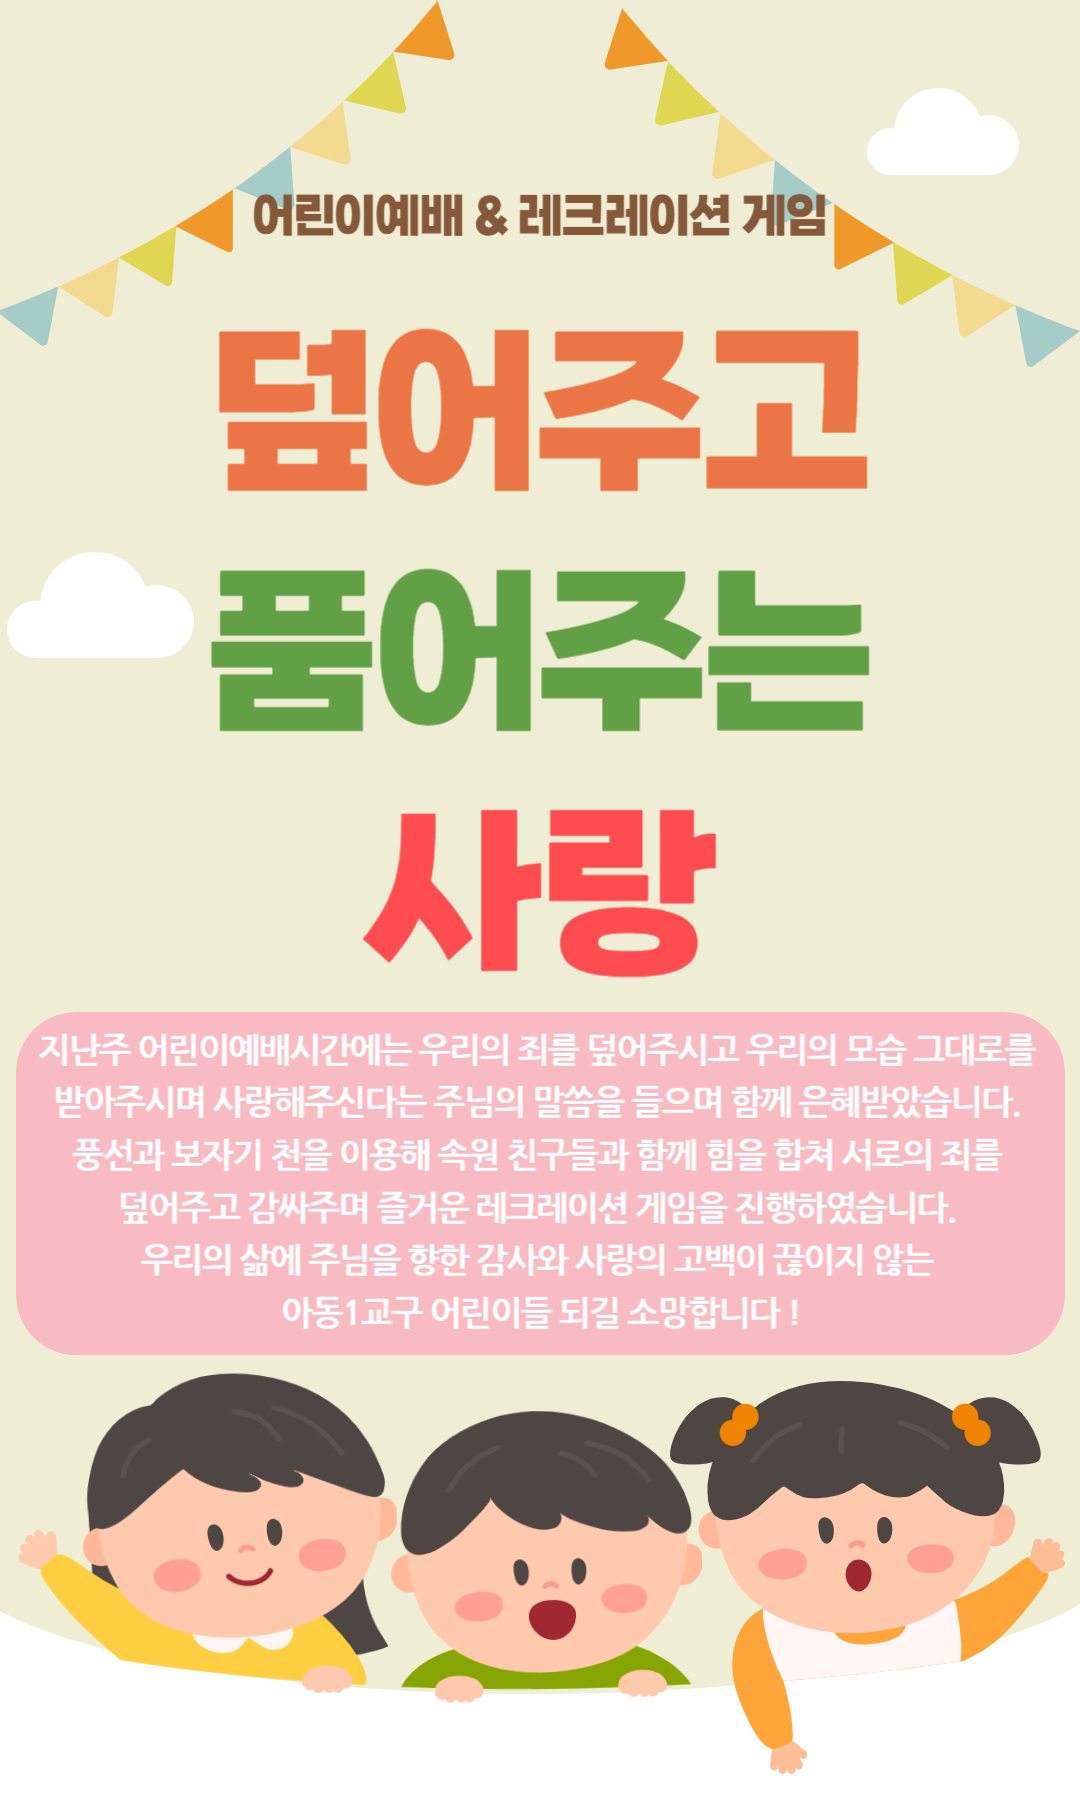 어린이예배 & 레크레이션 게임
덮어주고
품어주는
사랑
지난주 어린이예배시간에는 우리의 죄를 덮어주시고 우리의 모습 그대로를
받아주시며 사랑해주신다는 주님의 말씀을 들으며 함께 은혜받았습니다.
풍선과 보자기 천을 이용해 속원 친구들과 함께 힘을 합쳐 서로의 죄를
덮어주고 감싸주며 즐거운 레크레이션 게임을 진행하였습니다.
우리의 삶에 주님을 향한 감사와 사랑의 고백이 끊이지 않는
아동1교구 어린이들 되길 소망합니다 !